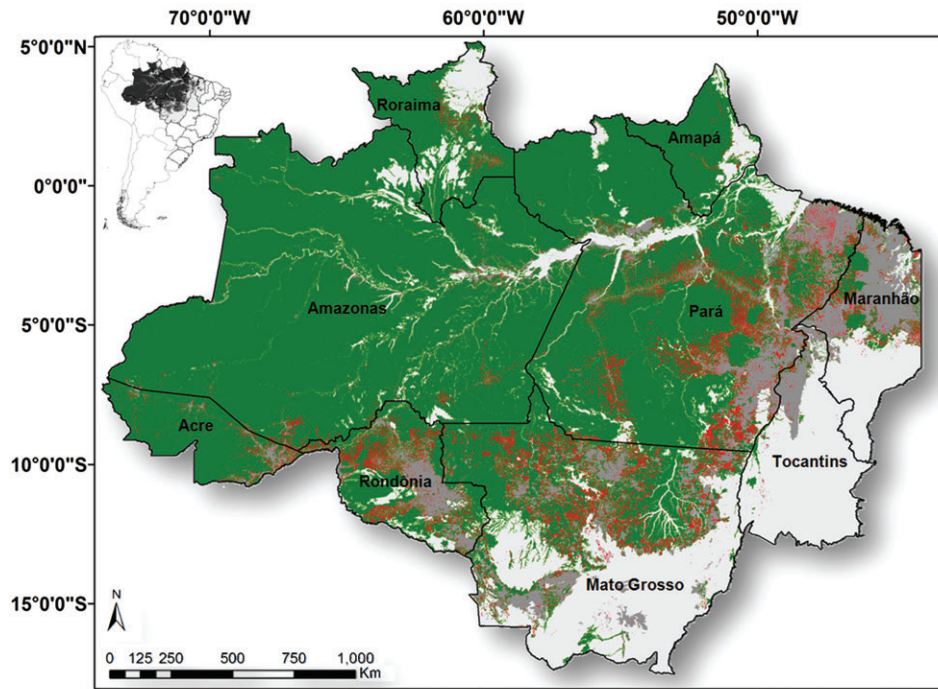 70°0'0"W 60°0'0"W 50°0'0"W
5°0'0"N
Roraima
Amapá
0°0'0"
Amazonas
Pará
Maranhão
5°0'0"S
Acre
10°0'0"S
Rondônia
Tocantins
Mato Grosso
15°0'0"S
N
0 125 250 500 750 1,000
Km